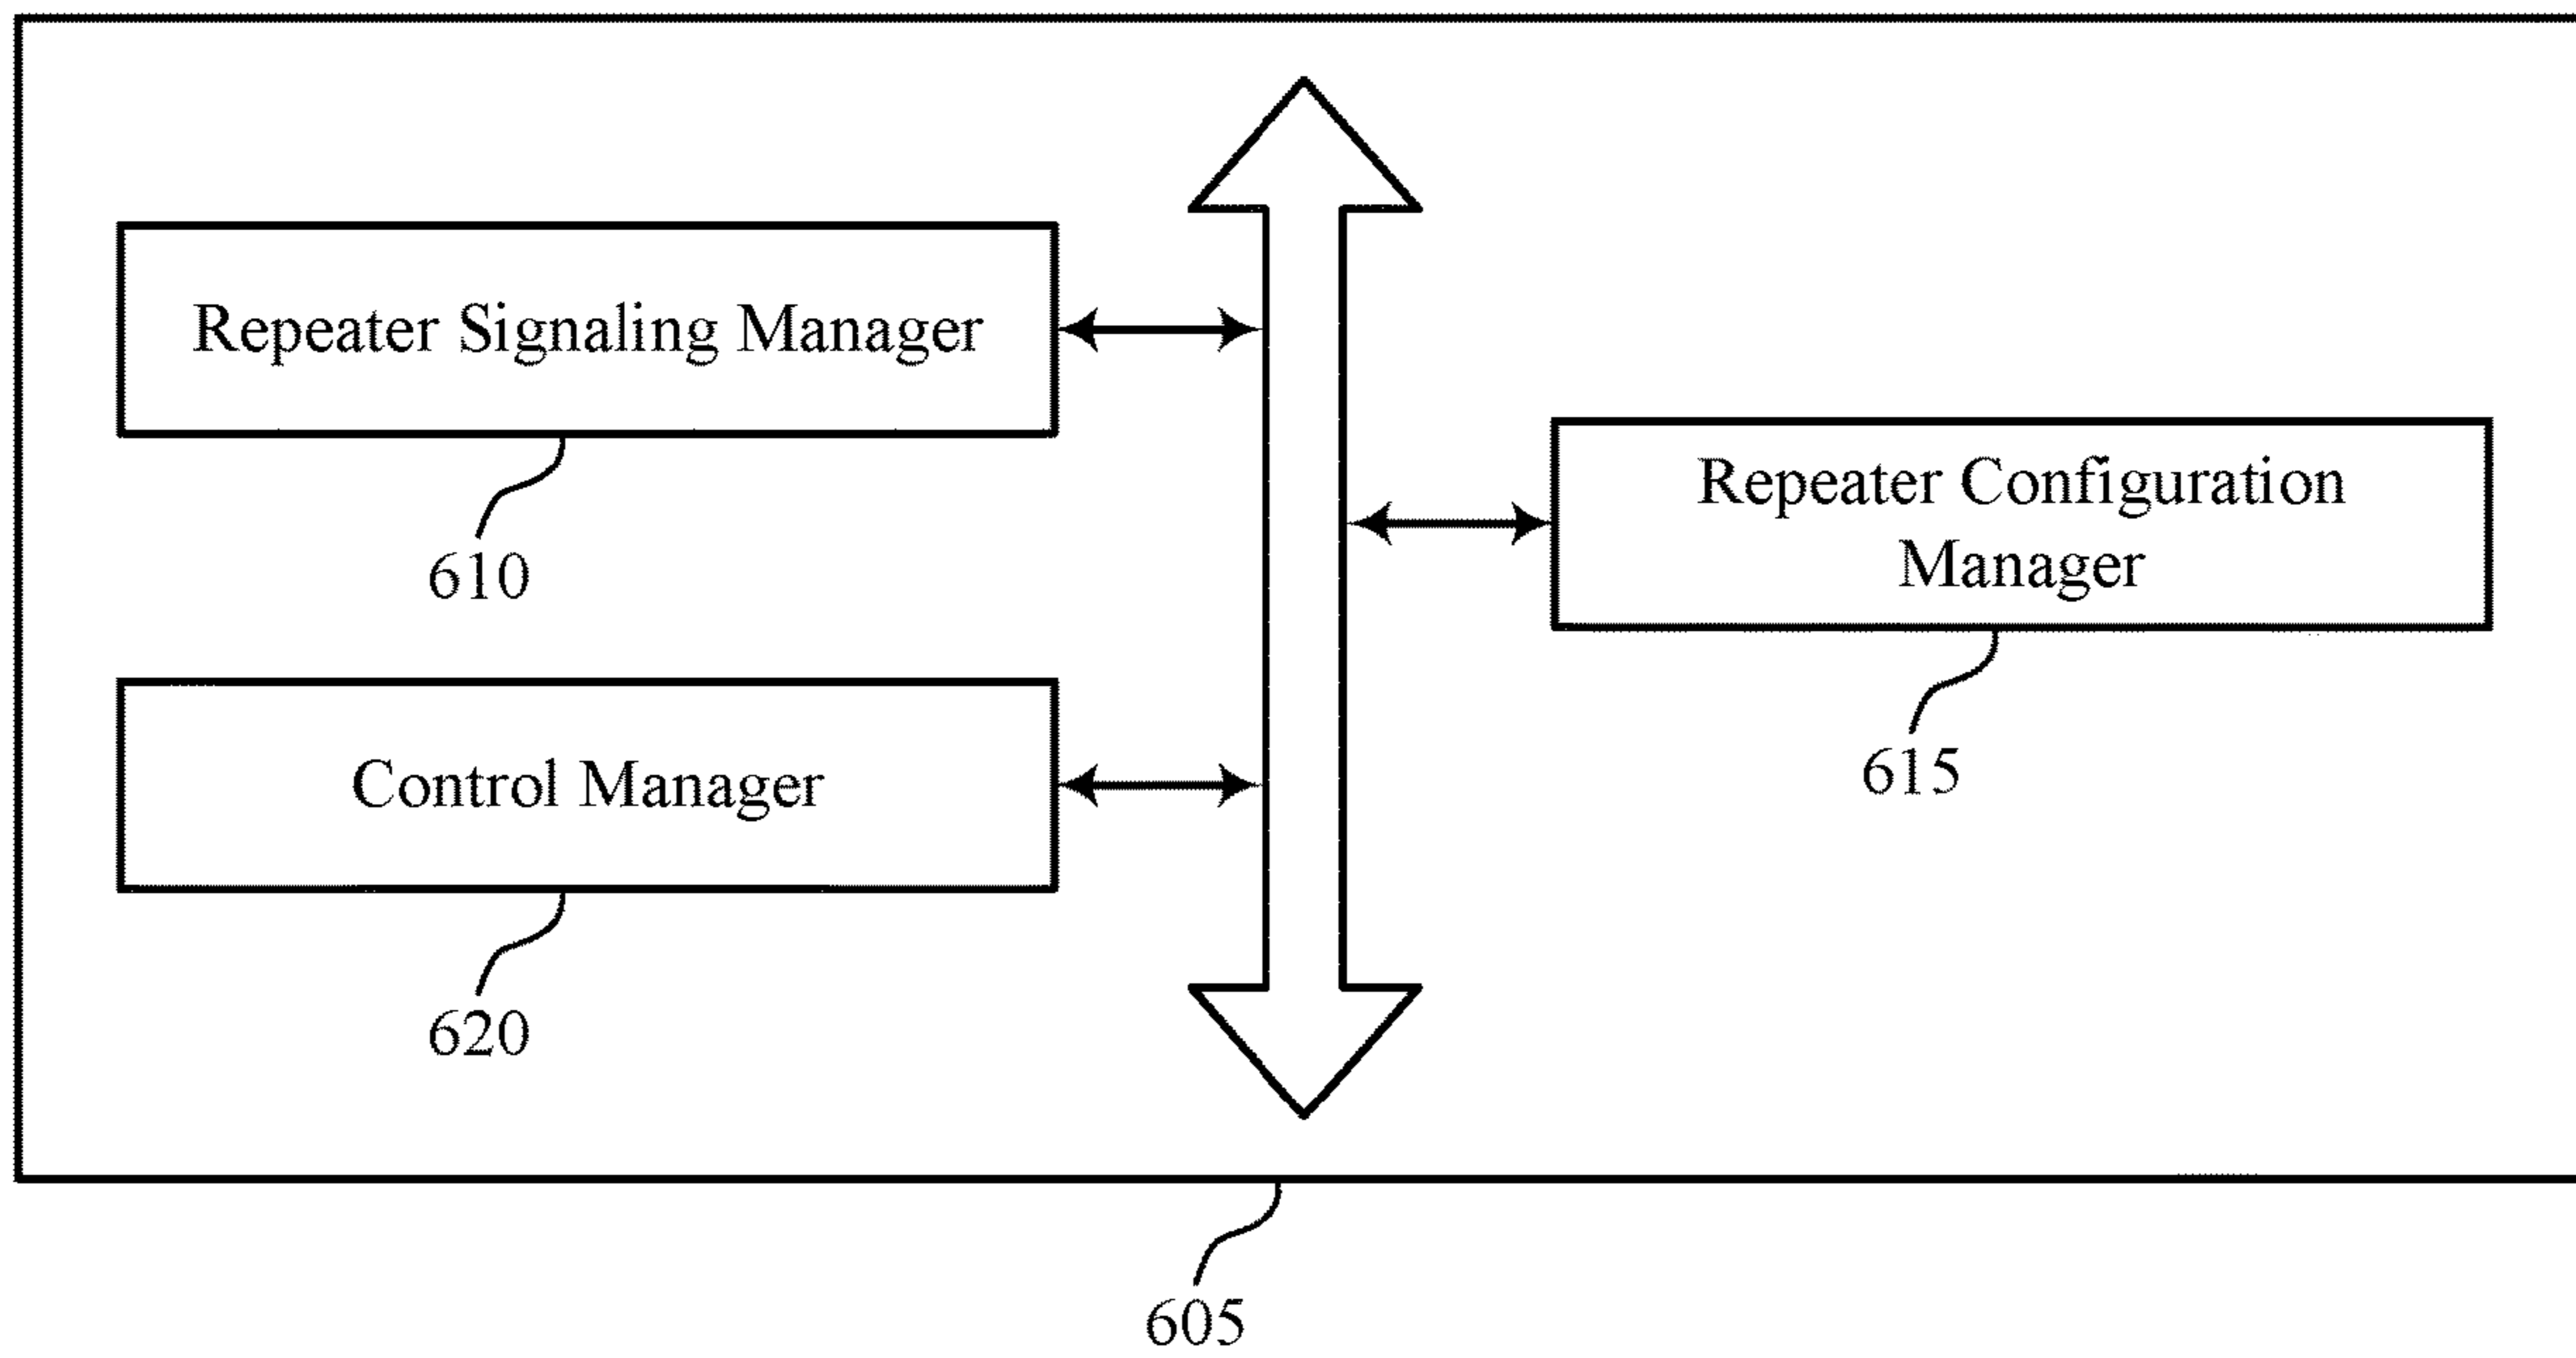 Repeater Signaling Manager
610
Repeater Configuration
Manager
615
Control Manager
620
605